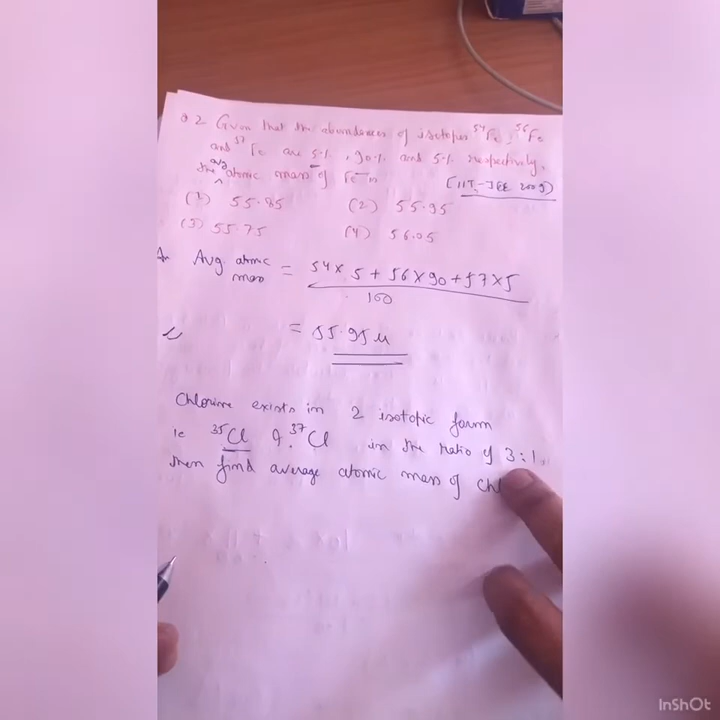 Q 2 Given that the abundances of isotopes ⁵⁴Fe, ⁵⁶Fe
and ⁵⁷Fe are 5%, 90% and 5% respectively,
the avg atomic mass of Fe is
[IIT-JEE 2009]
(1) 55.85 (2) 55.95
(3) 55.75 (4) 56.05
Avg. atomic mass = 54×5 + 56×90 + 57×5
100
= 55.95 u
Chlorine exists in 2 isotopic form
ie ³⁵Cl & ³⁷Cl in the ratio of 3:1,
then find average atomic mass of
InShOt